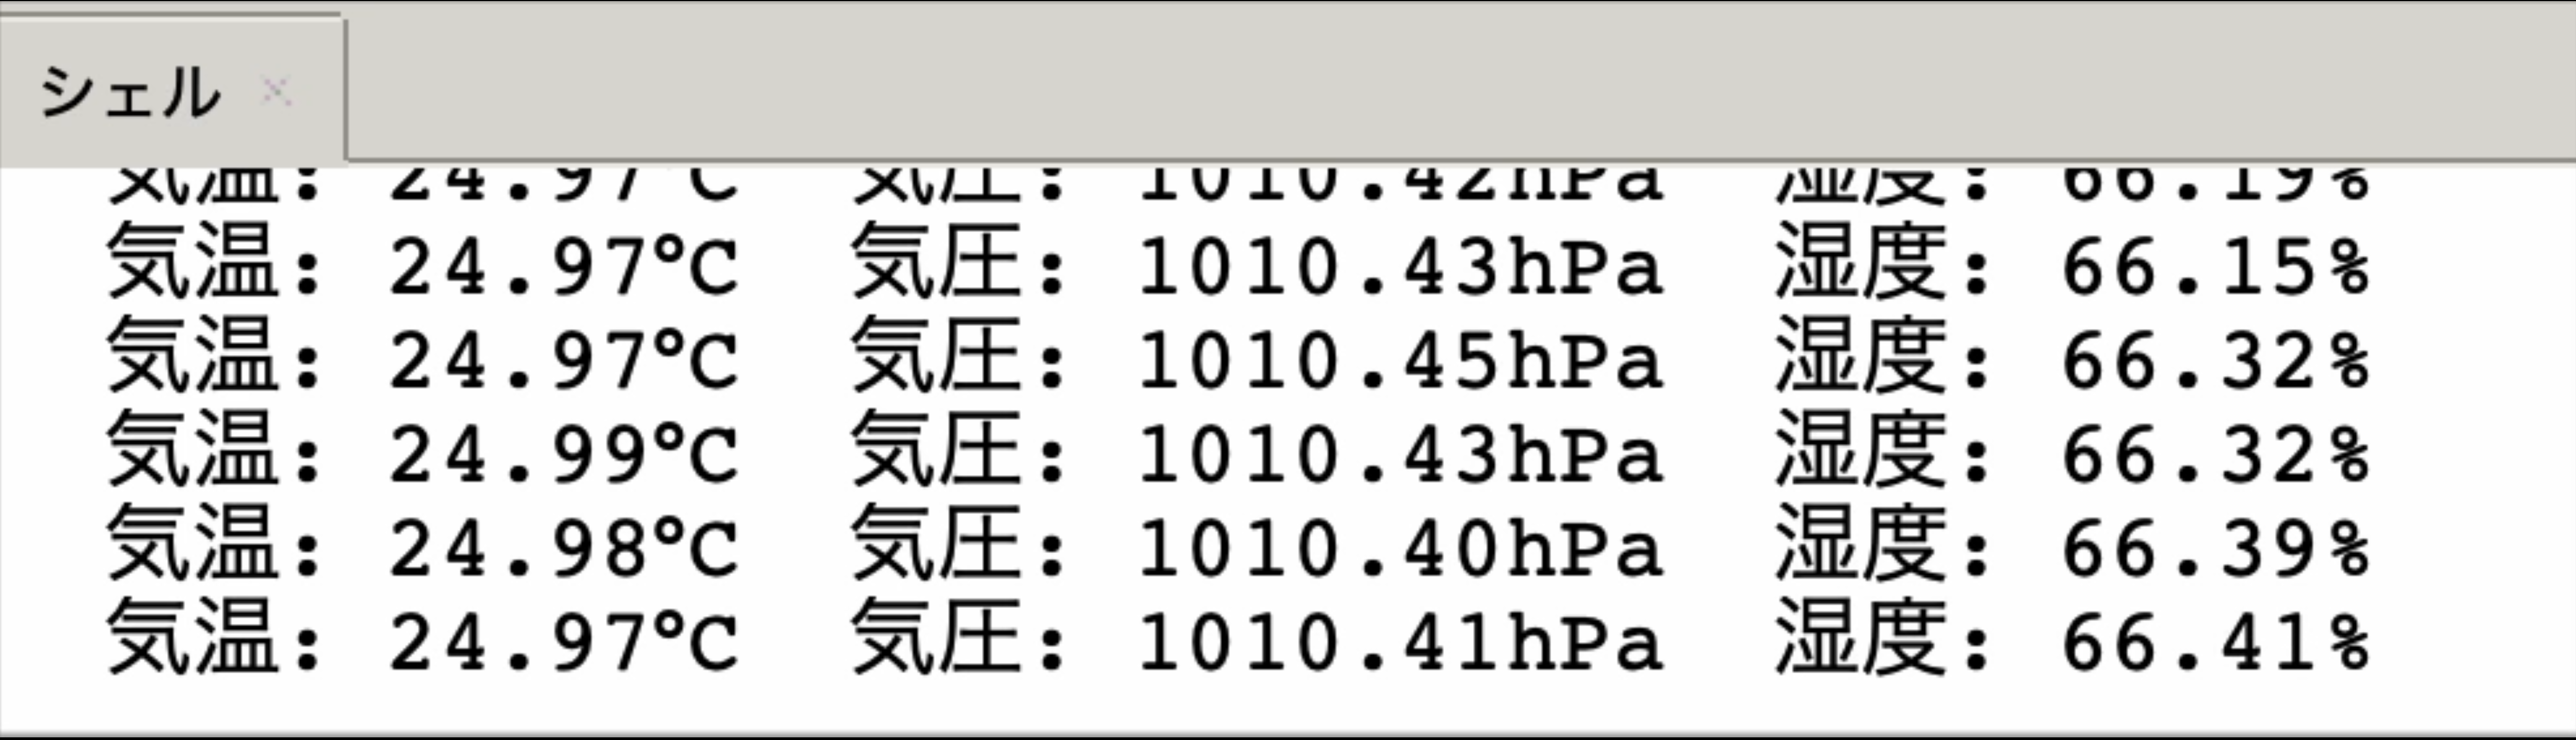 シェル
気温: 24.97℃  気圧: 1010.42hPa  湿度: 66.19%
気温: 24.97℃  気圧: 1010.43hPa  湿度: 66.15%
気温: 24.97℃  気圧: 1010.45hPa  湿度: 66.32%
気温: 24.99℃  気圧: 1010.43hPa  湿度: 66.32%
気温: 24.98℃  気圧: 1010.40hPa  湿度: 66.39%
気温: 24.97℃  気圧: 1010.41hPa  湿度: 66.41%